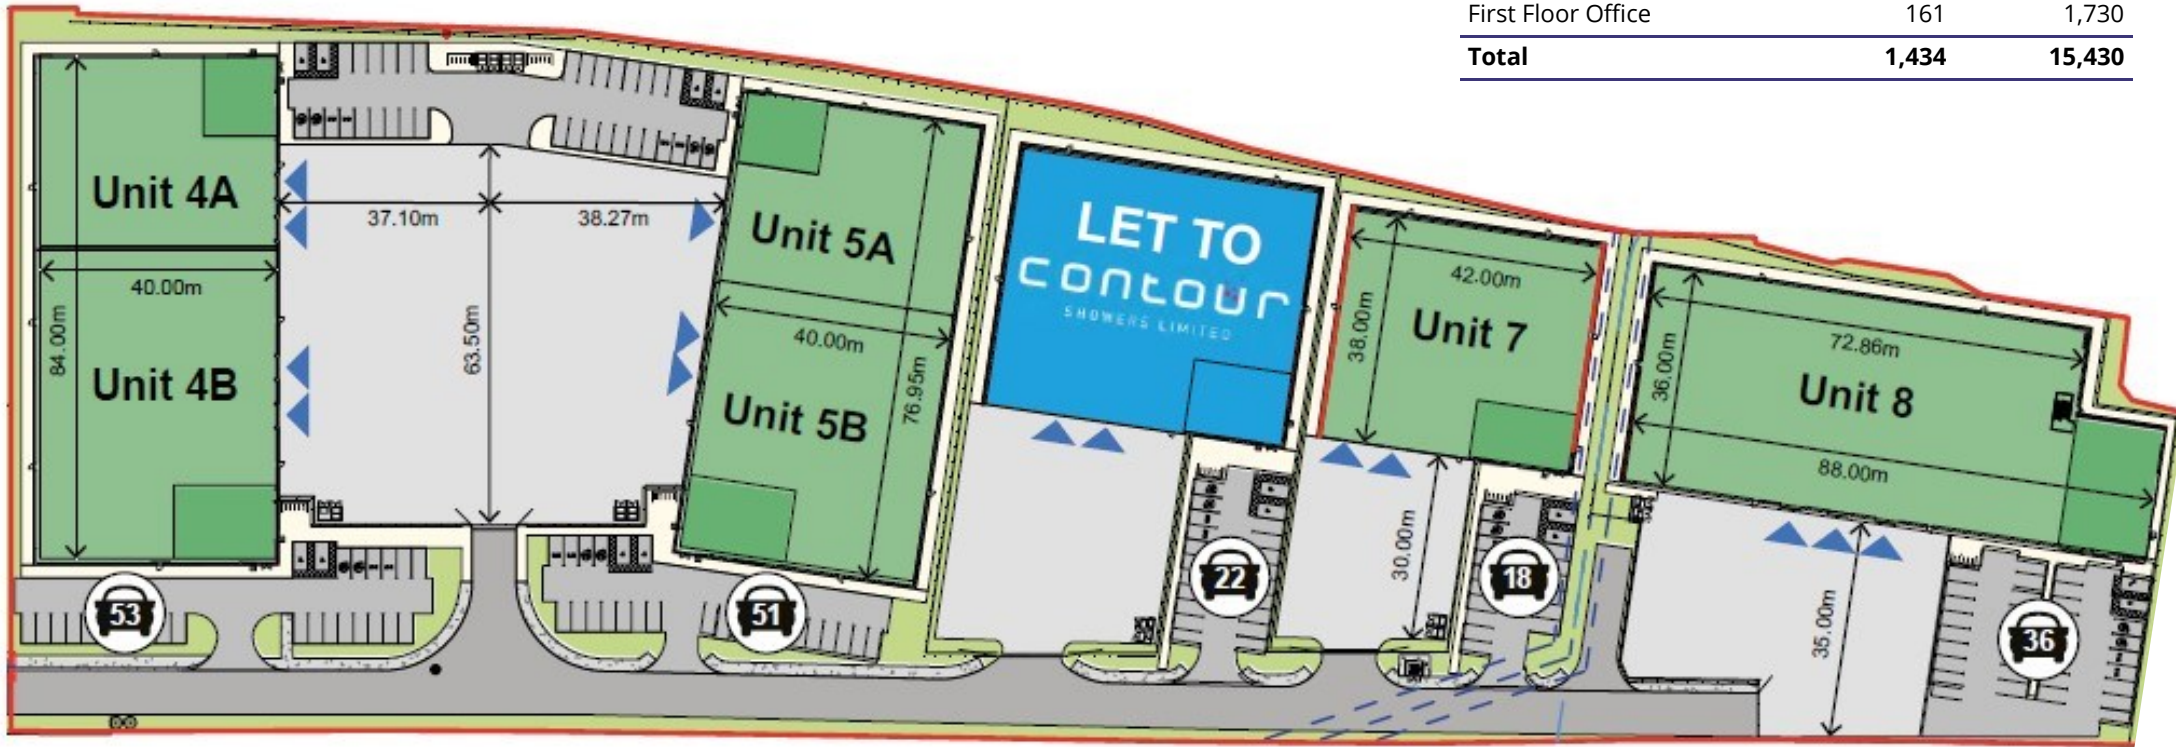 First Floor Office 161 1,730
Total 1,434 15,430
Unit 4A
37.10m
38.27m
Unit 5A
LET TO
contour
SHOWERS LIMITED
42.00m
38.00m
Unit 7
72.86m
36.00m
Unit 8
88.00m
40.00m
84.00m
Unit 4B
63.50m
40.00m
76.95m
Unit 5B
30.00m
35.00m
53
51
22
18
36